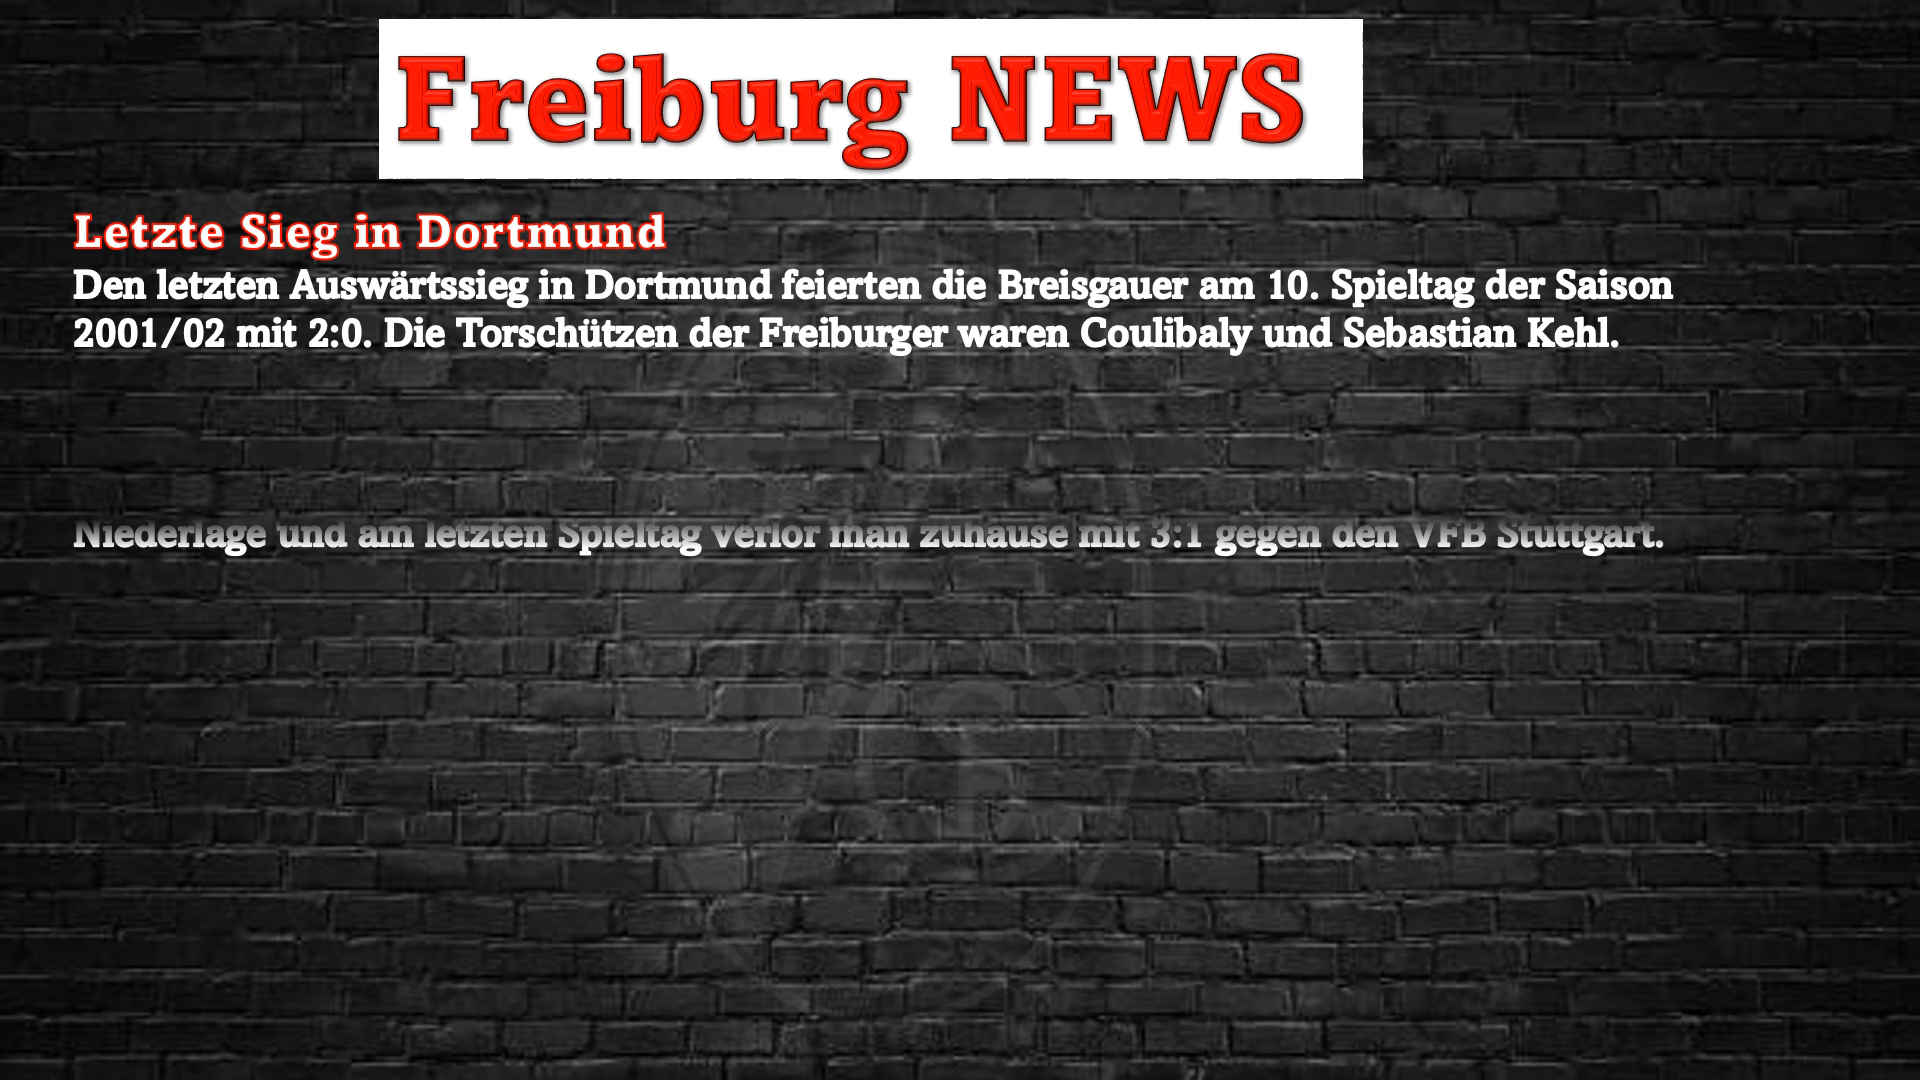 Freiburg NEWS
Letzte Sieg in Dortmund
Den letzten Auswärtssieg in Dortmund feierten die Breisgauer am 10. Spieltag der Saison
2001/02 mit 2:0. Die Torschützen der Freiburger waren Coulibaly und Sebastian Kehl.
Niederlage und am letzten Spieltag verlor man zuhause mit 3:1 gegen den VFB Stuttgart.